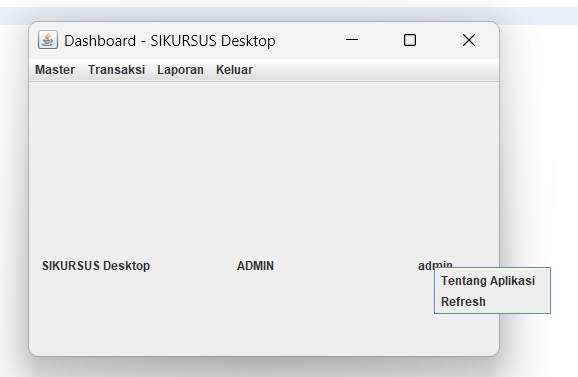 Dashboard - SIKURSUS Desktop
Master Transaksi Laporan Keluar
SIKURSUS Desktop ADMIN admin
Tentang Aplikasi
Refresh